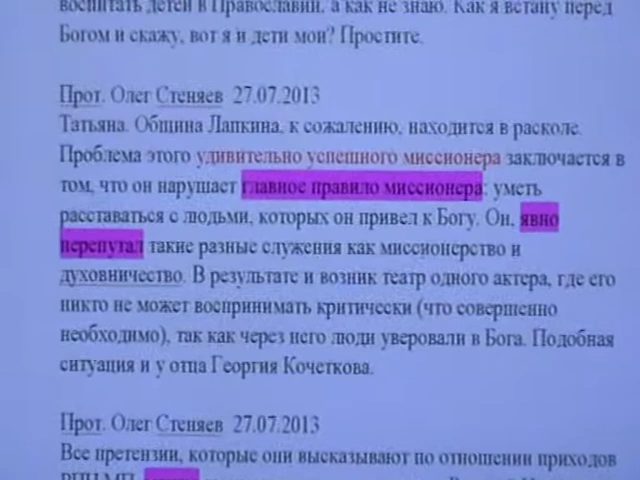 воспитать детей в Православии, а как не знаю. Как я встану перед
Богом и скажу, вот я и дети мои? Простите.
Прот. Олег Стеняев 27.07.2013
Татьяна. Община Лапкина, к сожалению, находится в расколе.
Проблема этого удивительно успешного миссионера заключается в
том, что он нарушает главное правило миссионера: уметь
расставаться с людьми, которых он привел к Богу. Он, явно
перепутал такие разные служения как миссионерство и
духовничество. В результате и возник театр одного актера, где его
никто не может воспринимать критически (что совершенно
необходимо), так как через него люди уверовали в Бога. Подобная
ситуация и у отца Георгия Кочеткова.
Прот. Олег Стеняев 27.07.2013
Все претензии, которые они высказывают по отношению приходов